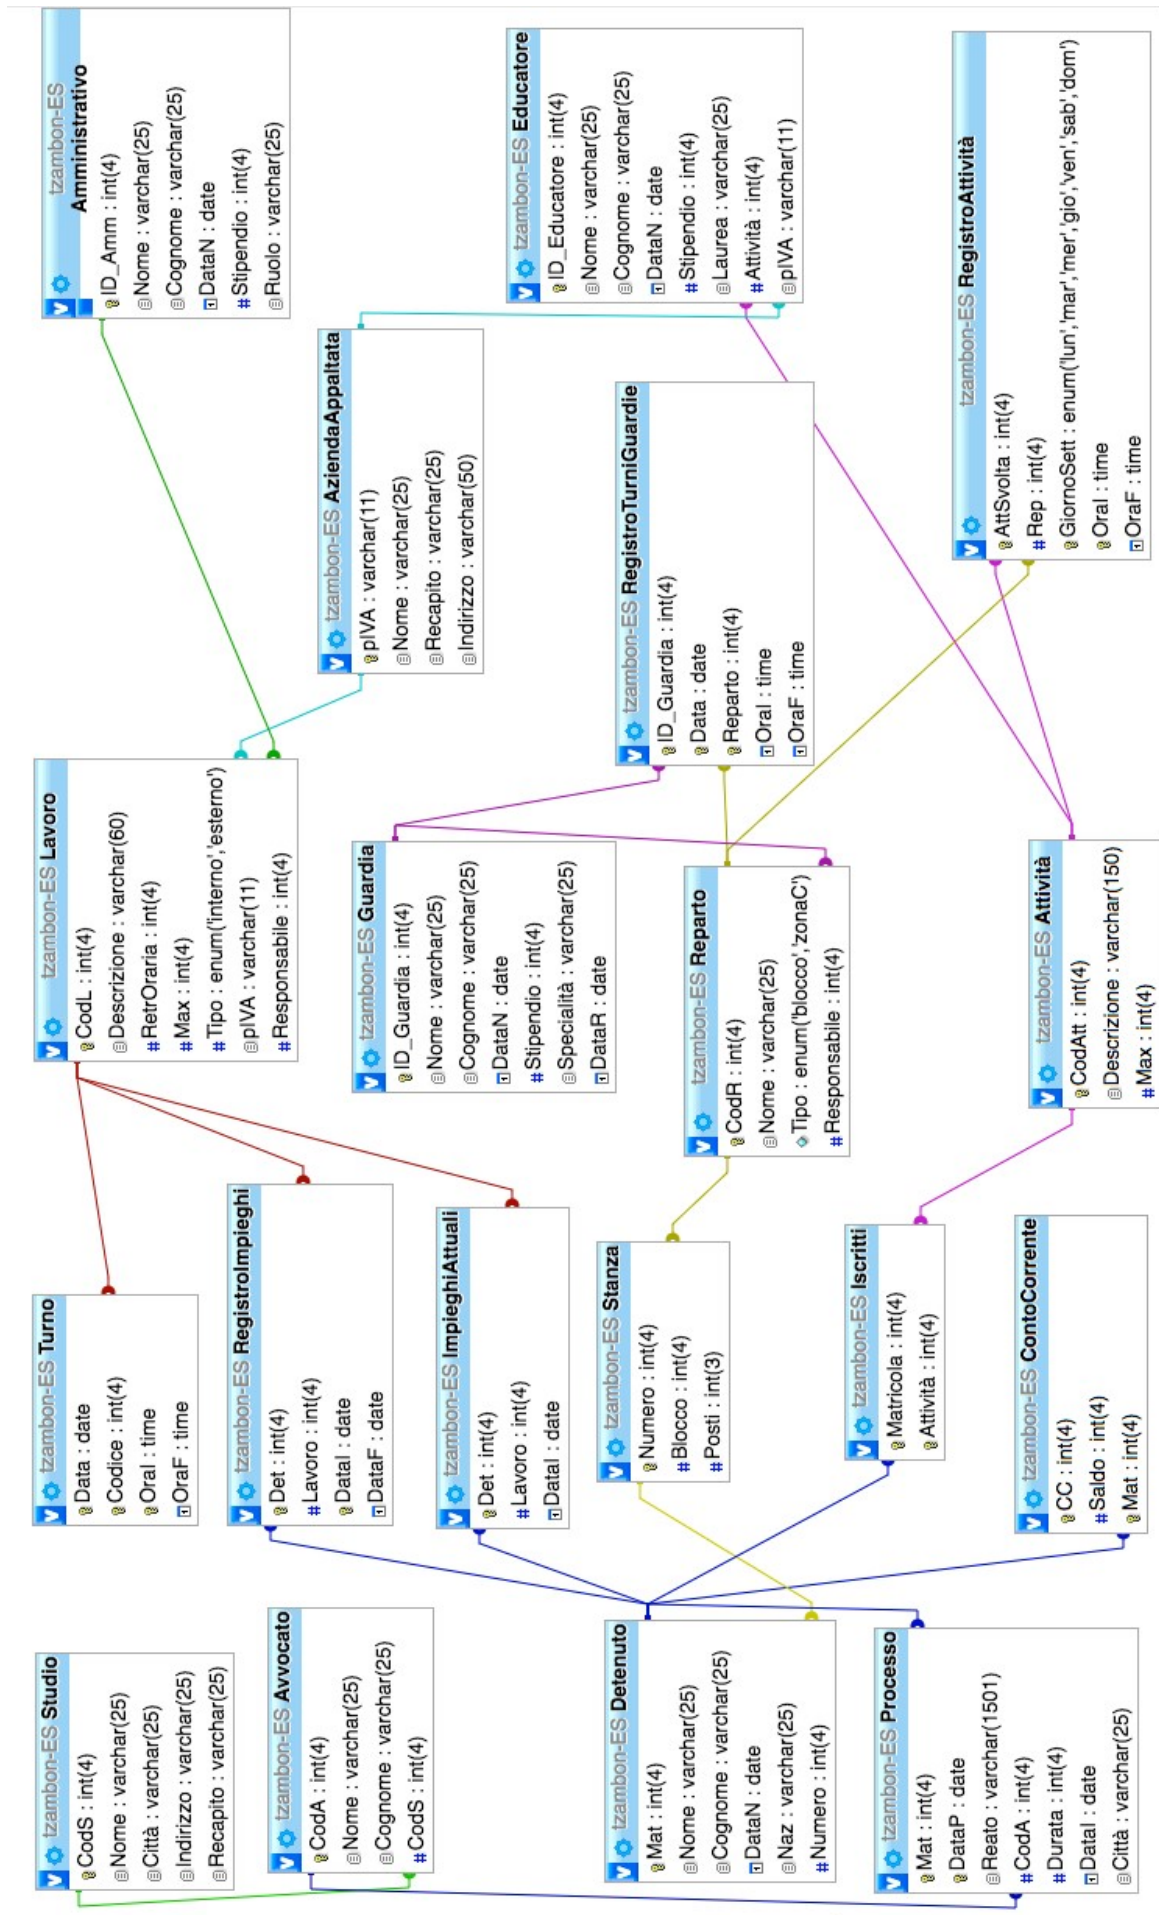 tzambon-ES Studio
CodS : int(4)
Nome : varchar(25)
Città : varchar(25)
Indirizzo : varchar(25)
Recapito : varchar(25)
tzambon-ES Turno
Data : date
Codice : int(4)
OraI : time
OraF : time
tzambon-ES Lavoro
CodL : int(4)
Descrizione : varchar(60)
RetrOraria : int(4)
Max : int(4)
Tipo : enum('interno','esterno')
pIVA : varchar(11)
Responsabile : int(4)
tzambon-ES
Amministrativo
ID_Amm : int(4)
Nome : varchar(25)
Cognome : varchar(25)
DataN : date
Stipendio : int(4)
Ruolo : varchar(25)
tzambon-ES Avvocato
CodA : int(4)
Nome : varchar(25)
Cognome : varchar(25)
CodS : int(4)
tzambon-ES RegistroImpieghi
Det : int(4)
Lavoro : int(4)
DataI : date
DataF : date
tzambon-ES AziendaAppaltata
pIVA : varchar(11)
Nome : varchar(25)
Recapito : varchar(25)
Indirizzo : varchar(50)
tzambon-ES ImpieghiAttuali
Det : int(4)
Lavoro : int(4)
DataI : date
tzambon-ES Guardia
ID_Guardia : int(4)
Nome : varchar(25)
Cognome : varchar(25)
DataN : date
Stipendio : int(4)
Specialità : varchar(25)
DataR : date
tzambon-ES Educatore
ID_Educatore : int(4)
Nome : varchar(25)
Cognome : varchar(25)
DataN : date
Stipendio : int(4)
Laurea : varchar(25)
Attività : int(4)
pIVA : varchar(11)
tzambon-ES Detenuto
Mat : int(4)
Nome : varchar(25)
Cognome : varchar(25)
DataN : date
Naz : varchar(25)
Numero : int(4)
tzambon-ES Stanza
Numero : int(4)
Blocco : int(4)
Posti : int(3)
tzambon-ES Reparto
CodR : int(4)
Nome : varchar(25)
Tipo : enum('blocco','zonaC')
Responsabile : int(4)
tzambon-ES RegistroTurniGuardie
ID_Guardia : int(4)
Data : date
Reparto : int(4)
OraI : time
OraF : time
tzambon-ES Processo
Mat : int(4)
DataP : date
Reato : varchar(1501)
CodA : int(4)
Durata : int(4)
DataI : date
Città : varchar(25)
tzambon-ES Iscritti
Matricola : int(4)
Attività : int(4)
tzambon-ES ContoCorrente
CC : int(4)
Saldo : int(4)
Mat : int(4)
tzambon-ES Attività
CodAtt : int(4)
Descrizione : varchar(150)
Max : int(4)
tzambon-ES RegistroAttività
AttSvolta : int(4)
Rep : int(4)
GiornoSett : enum('lun','mar','mer','gio','ven','sab','dom')
OraI : time
OraF : time